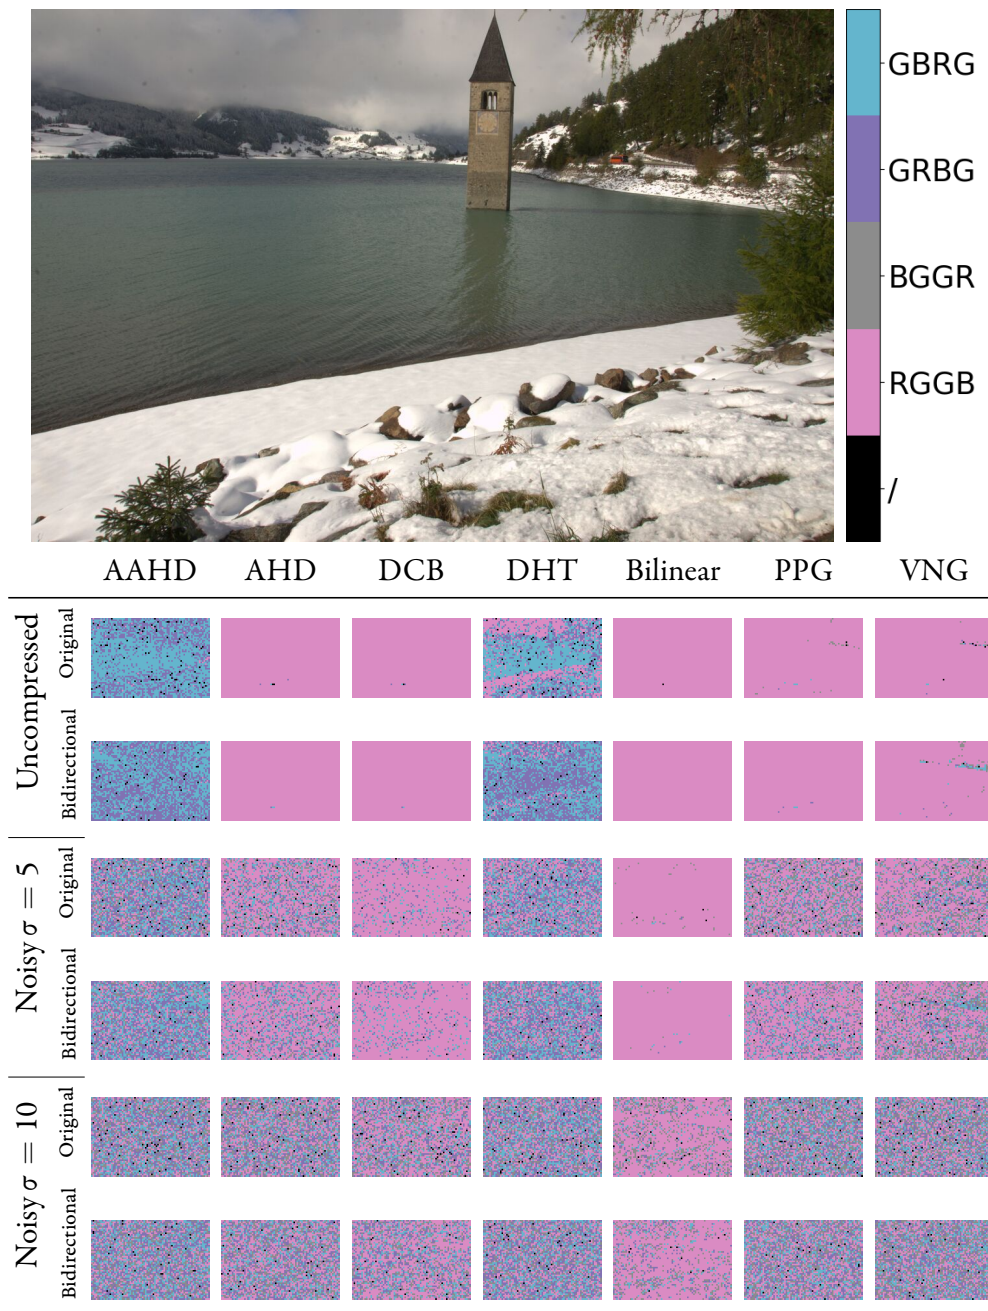 GBRG
GRBG
BGGR
RGGB
/
AAHD AHD DCB DHT Bilinear PPG VNG
Uncompressed
Original
Bidirectional
Noisy σ = 5
Original
Bidirectional
Noisy σ = 10
Original
Bidirectional